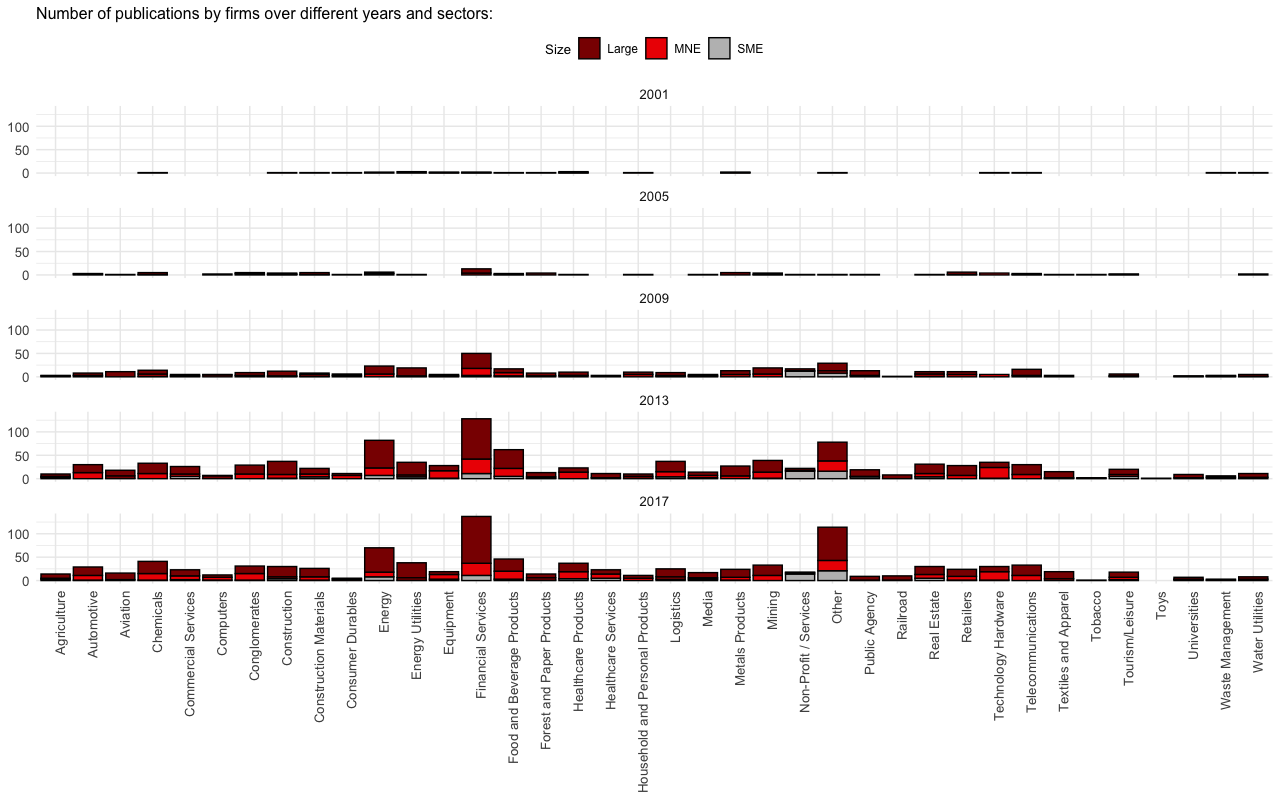 Number of publications by firms over different years and sectors:
Size Large MNE SME
2001
100
50
0
2005
100
50
0
2009
100
50
0
2013
100
50
0
2017
100
50
0
Agriculture
Automotive
Aviation
Chemicals
Commercial Services
Computers
Conglomerates
Construction
Construction Materials
Consumer Durables
Energy
Energy Utilities
Equipment
Financial Services
Food and Beverage Products
Forest and Paper Products
Healthcare Products
Healthcare Services
Household and Personal Products
Logistics
Media
Metals Products
Mining
Non-Profit / Services
Other
Public Agency
Railroad
Real Estate
Retailers
Technology Hardware
Telecommunications
Textiles and Apparel
Tobacco
Tourism/Leisure
Toys
Universities
Waste Management
Water Utilities